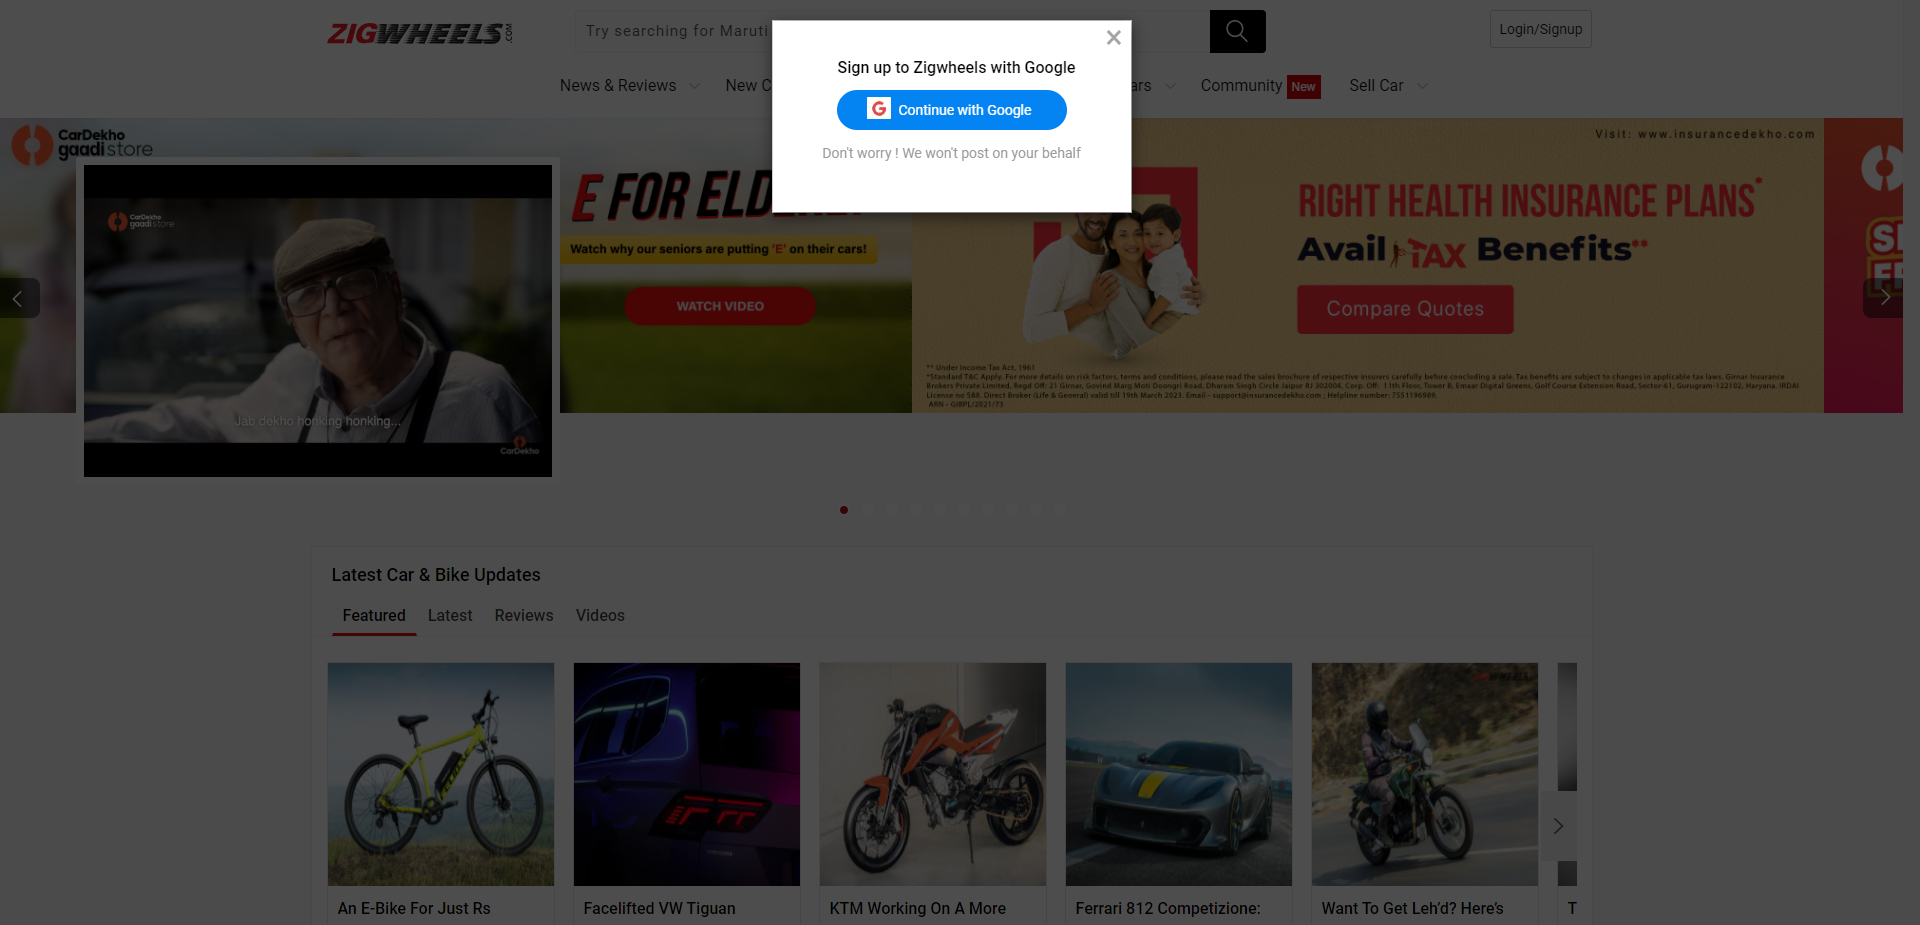 ZIGWHEELS.COM
Try searching for Maruti
Login/Signup
News & Reviews
New C
ars
Community New
Sell Car
Sign up to Zigwheels with Google
G Continue with Google
Don't worry ! We won't post on your behalf
CarDekho
gaadi store
CarDekho
gaadi store
Jab dekho honking honking...
CarDekho
E FOR ELDERLY
Watch why our seniors are putting 'E' on their cars!
WATCH VIDEO
Visit: www.insurancedekho.com
RIGHT HEALTH INSURANCE PLANS*
Avail TAX Benefits**
Compare Quotes
** Under Income Tax Act, 1961
*Standard T&C Apply. For more details on risk factors, terms and conditions, please read the sales brochure of respective insurers carefully before concluding a sale. Tax benefits are subject to changes in applicable tax laws. Girnar Insurance
Brokers Private Limited, Regd Off: 21 Girnar, Govind Marg Moti Doongri Road, Dharam Singh Circle Jaipur RJ 302004. Corp. Off: 11th Floor, Tower B, Emaar Digital Greens, Golf Course Extension Road, Sector-61, Gurugram-122102, Haryana. IRDAI
License no 588. Direct Broker (Life & General) valid till 19th March 2023. Email - support@insurancedekho.com ; Helpline number: 7551196989.
ARN - GIBPL/2021/73
Latest Car & Bike Updates
Featured
Latest
Reviews
Videos
An E-Bike For Just Rs
Facelifted VW Tiguan
KTM Working On A More
Ferrari 812 Competizione:
Want To Get Leh’d? Here’s
T